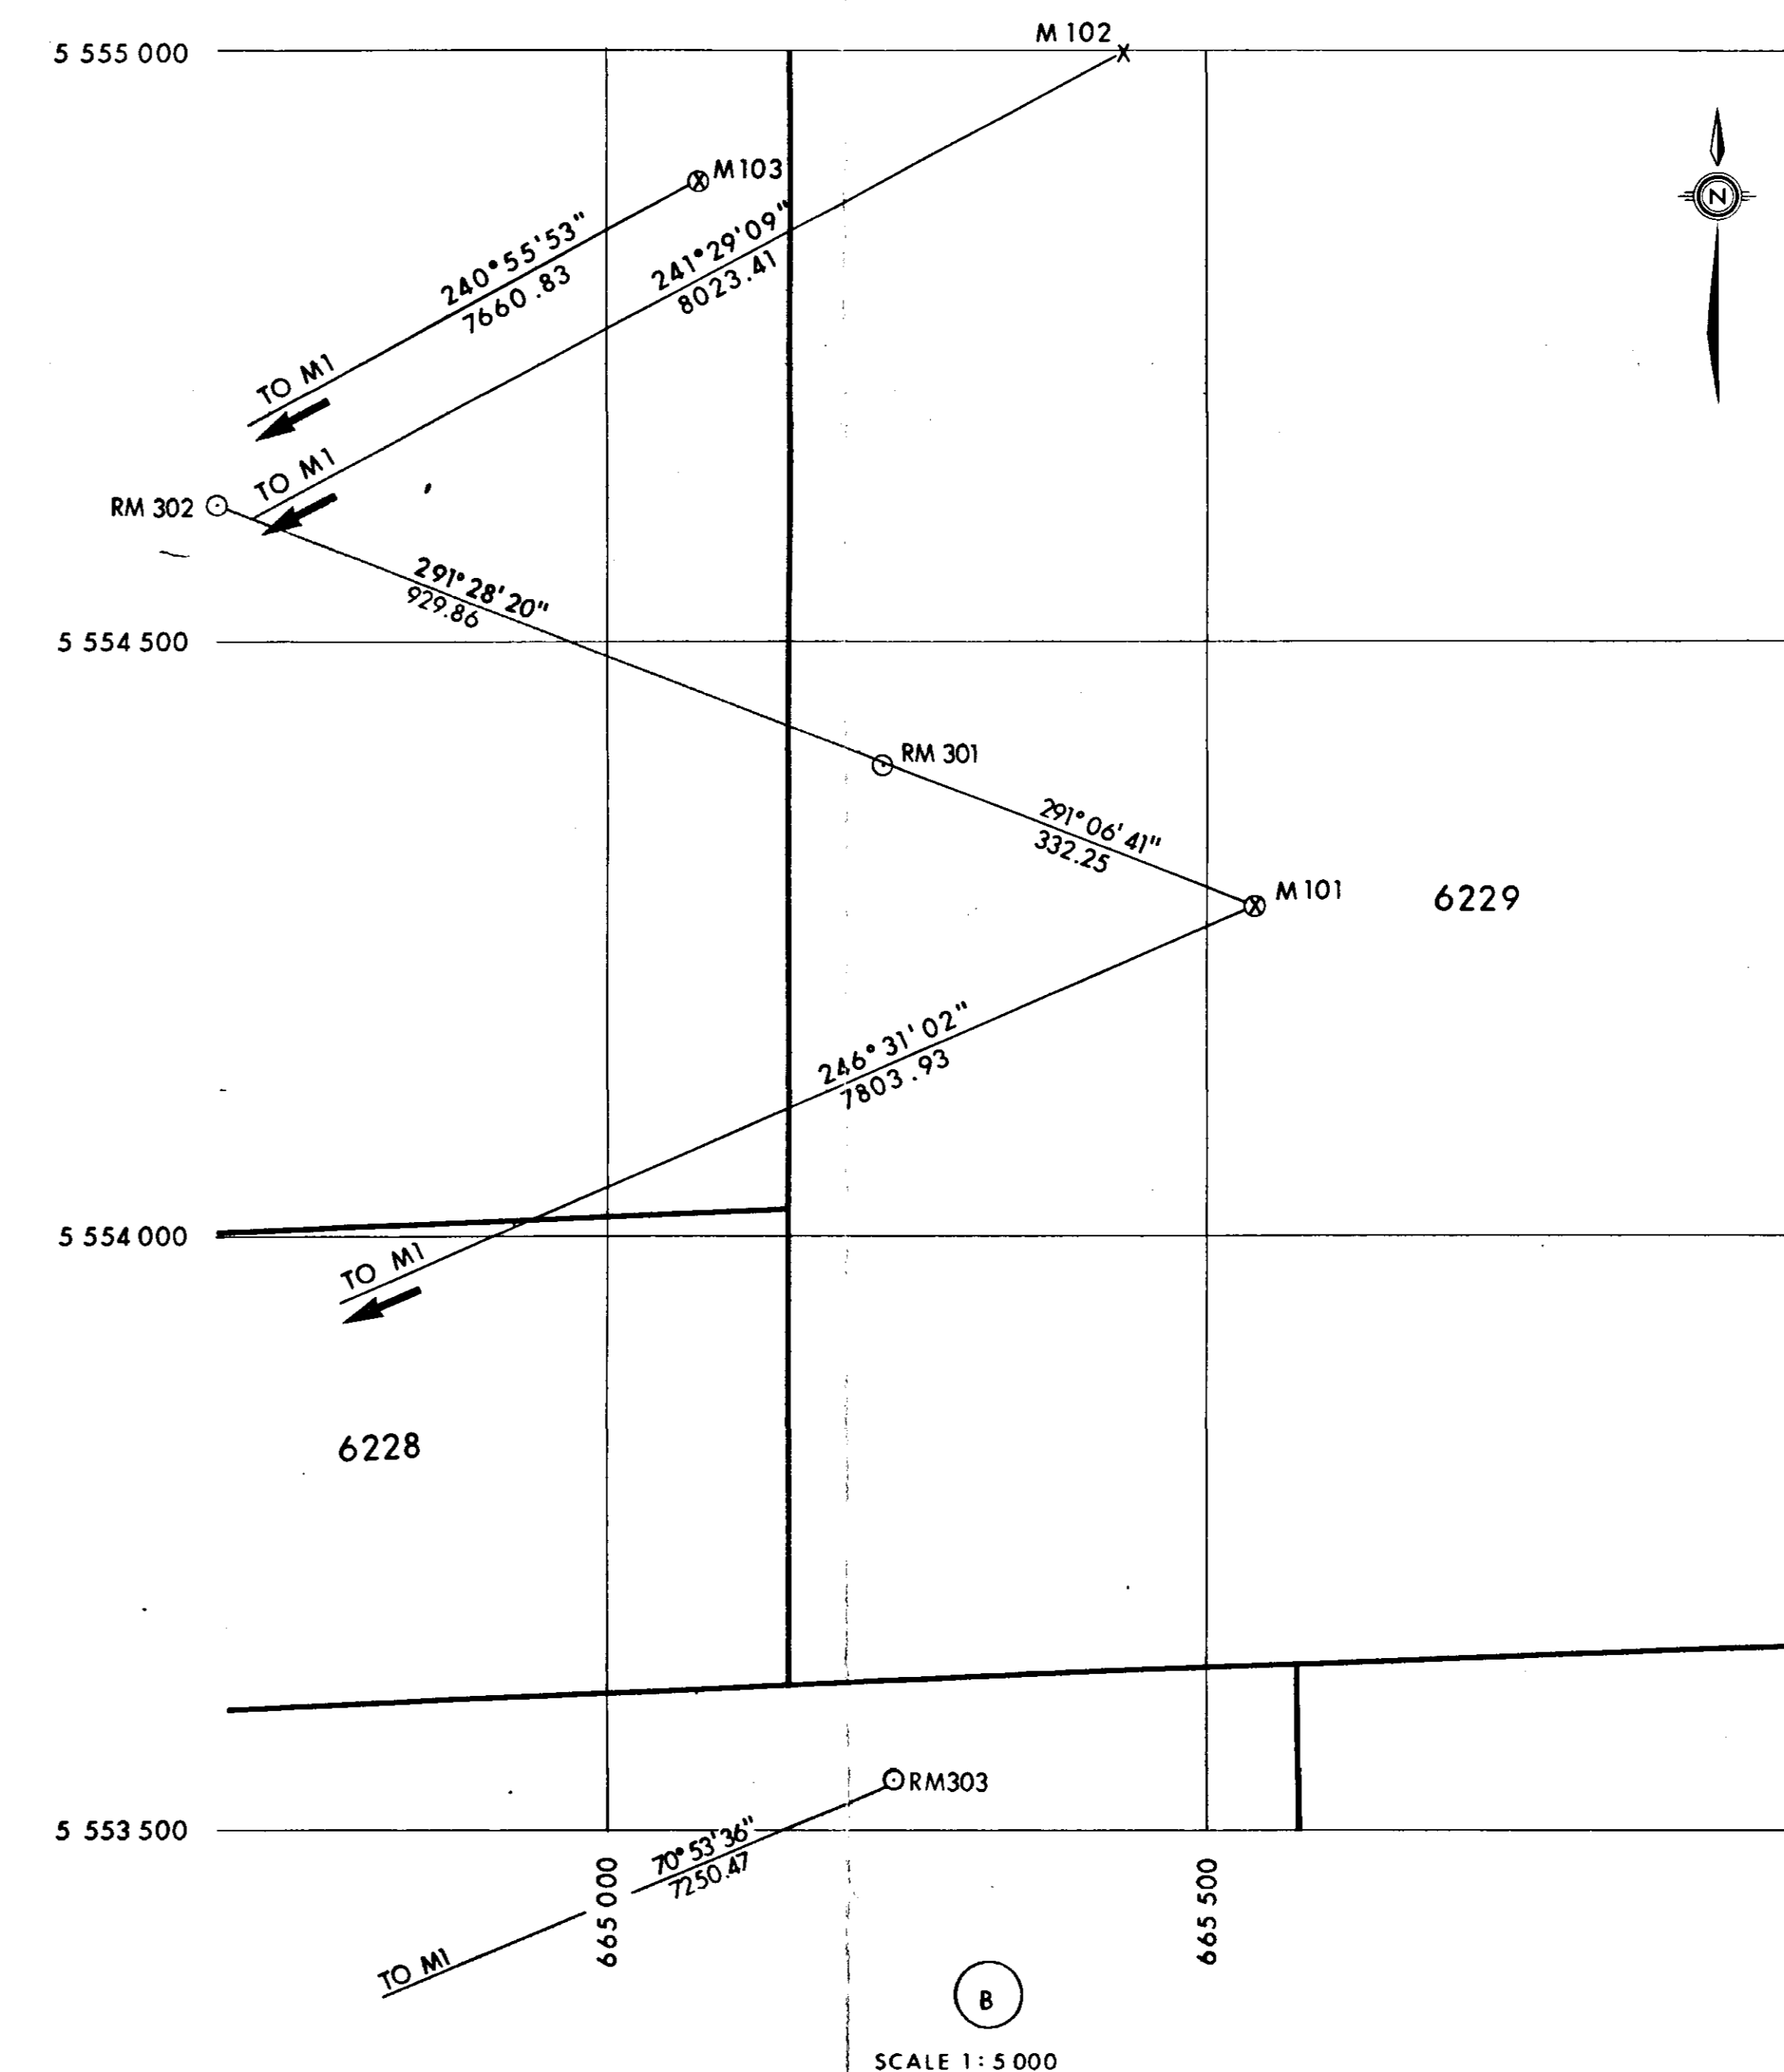 M 102
5 555 000
N
M 103
240°55'53"
7660.83
241°29'09"
8023.41
TO M1
TO M1
RM 302
291°28'20"
929.86
5 554 500
RM 301
291°06'41"
332.25
M 101
6229
246°31'02"
7803.93
5 554 000
TO M1
6228
RM303
5 553 500
70°53'36"
7250.47
665 000
665 500
TO M1
B
SCALE 1: 5 000